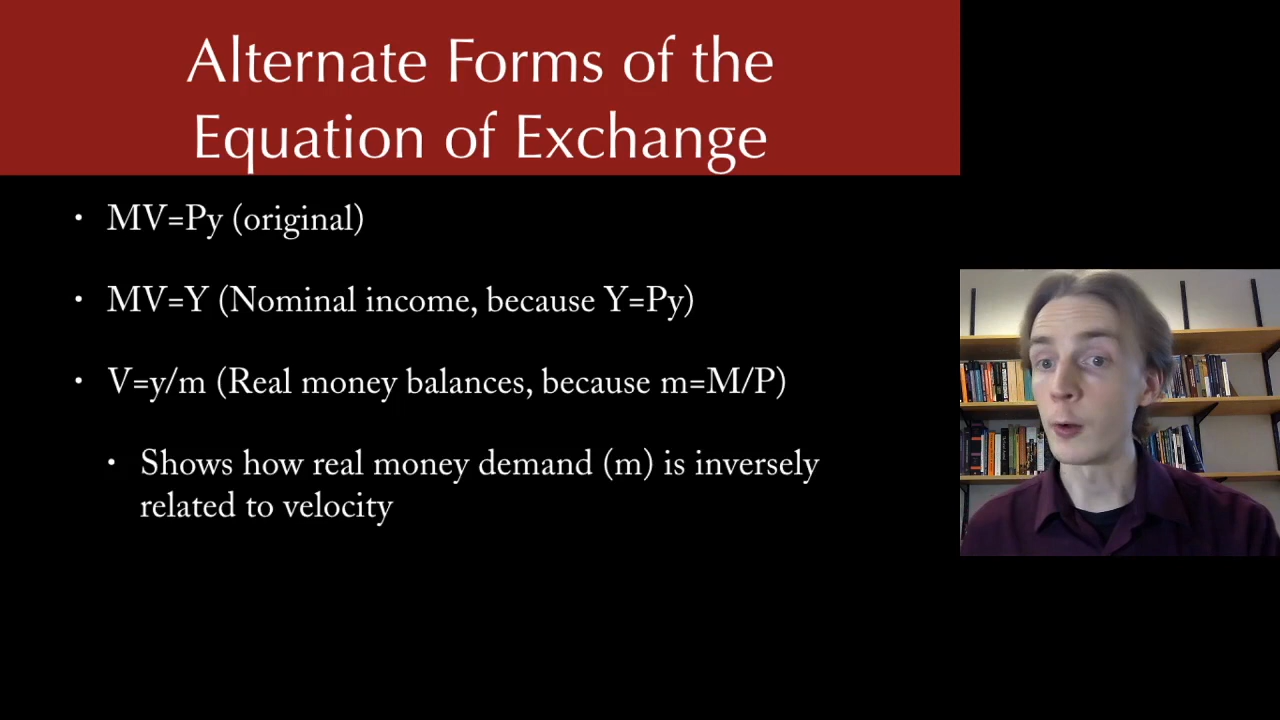 Alternate Forms of the
Equation of Exchange
• MV=Py (original)
• MV=Y (Nominal income, because Y=Py)
• V=y/m (Real money balances, because m=M/P)
• Shows how real money demand (m) is inversely
related to velocity